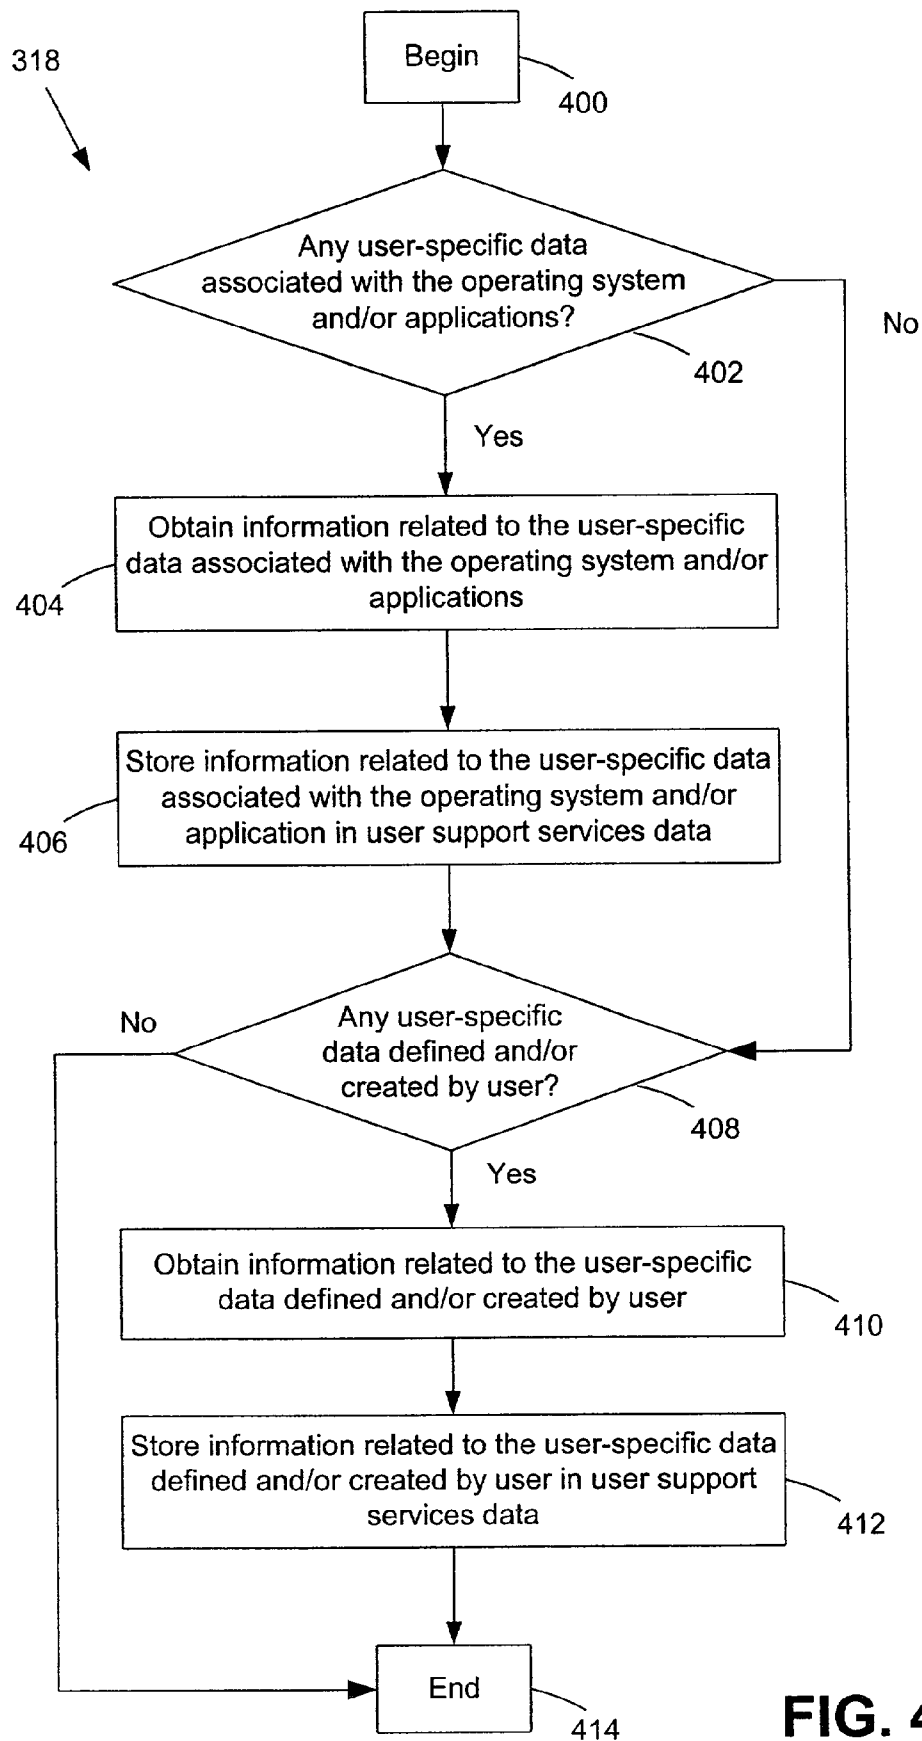 318
Begin
400
Any user-specific data
associated with the operating system
and/or applications?
No
402
Yes
Obtain information related to the user-specific
data associated with the operating system and/or
applications
404
Store information related to the user-specific data
associated with the operating system and/or
application in user support services data
406
No
Any user-specific
data defined and/or
created by user?
408
Yes
Obtain information related to the user-specific
data defined and/or created by user
410
Store information related to the user-specific data
defined and/or created by user in user support
services data
412
End
414
FIG. 4